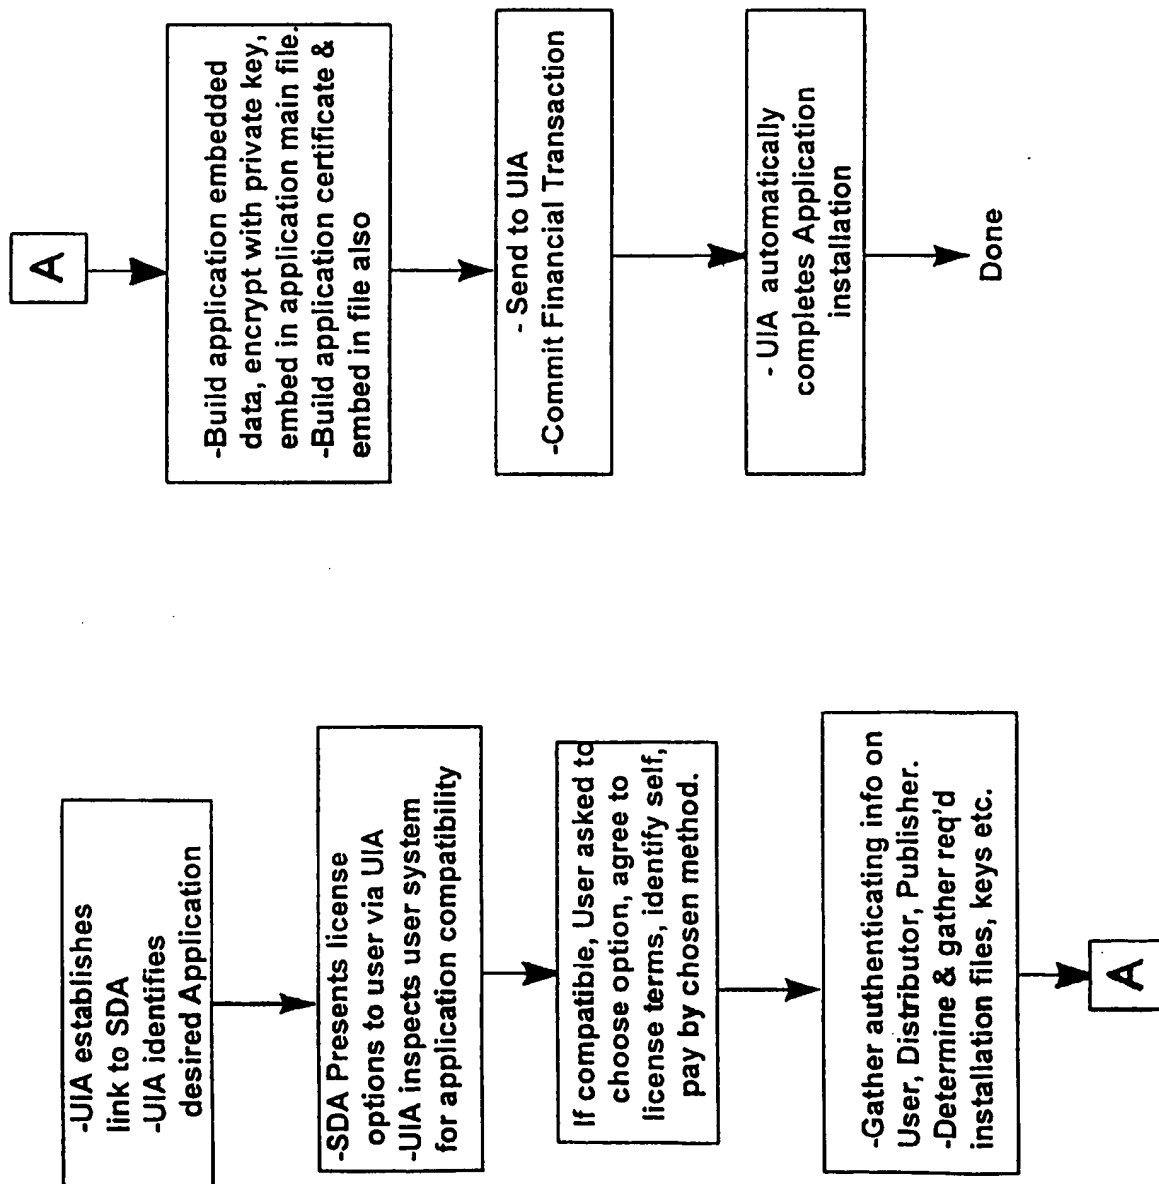 -UIA establishes
link to SDA
-UIA identifies
desired Application
-SDA Presents license
options to user via UIA
-UIA inspects user system
for application compatibility
If compatible, User asked to
choose option, agree to
license terms, identify self,
pay by chosen method.
-Gather authenticating info on
User, Distributor, Publisher.
-Determine & gather req'd
installation files, keys etc.
A
A
-Build application embedded
data, encrypt with private key,
embed in application main file.
-Build application certificate &
embed in file also
- Send to UIA
-Commit Financial Transaction
- UIA automatically
completes Application
installation
Done